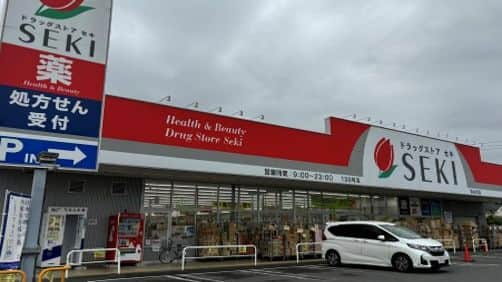 ドラッグストア セキ
SEKI
薬
Health & Beauty
処方せん
受付
P IN
Health & Beauty
Drug Store Seki
営業時間 9:00~23:00
ドラッグストア セキ
SEKI